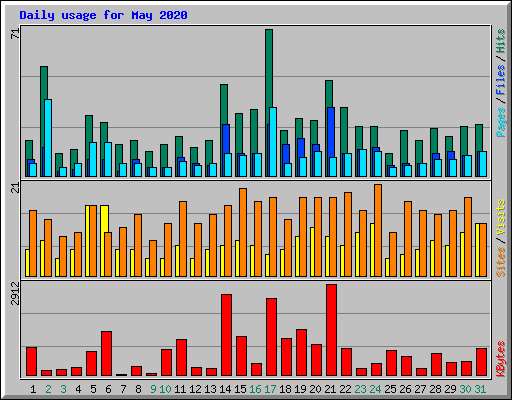 Daily usage for May 2020
71
Pages / Files / Hits
21
Sites / Visits
2912
KBytes
1 2 3 4 5 6 7 8 9 10 11 12 13 14 15 16 17 18 19 20 21 22 23 24 25 26 27 28 29 30 31